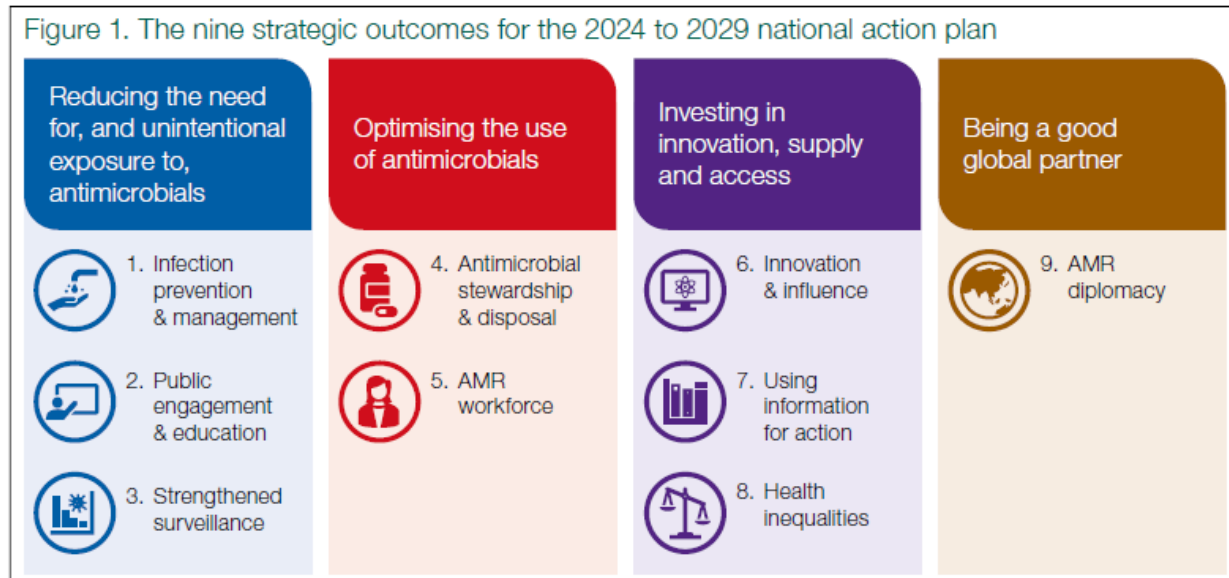 Figure 1. The nine strategic outcomes for the 2024 to 2029 national action plan
Reducing the need
for, and unintentional
exposure to,
antimicrobials
1. Infection
prevention
& management
2. Public
engagement
& education
3. Strengthened
surveillance
Optimising the use
of antimicrobials
4. Antimicrobial
stewardship
& disposal
5. AMR
workforce
Investing in
innovation, supply
and access
6. Innovation
& influence
7. Using
information
for action
8. Health
inequalities
Being a good
global partner
9. AMR
diplomacy